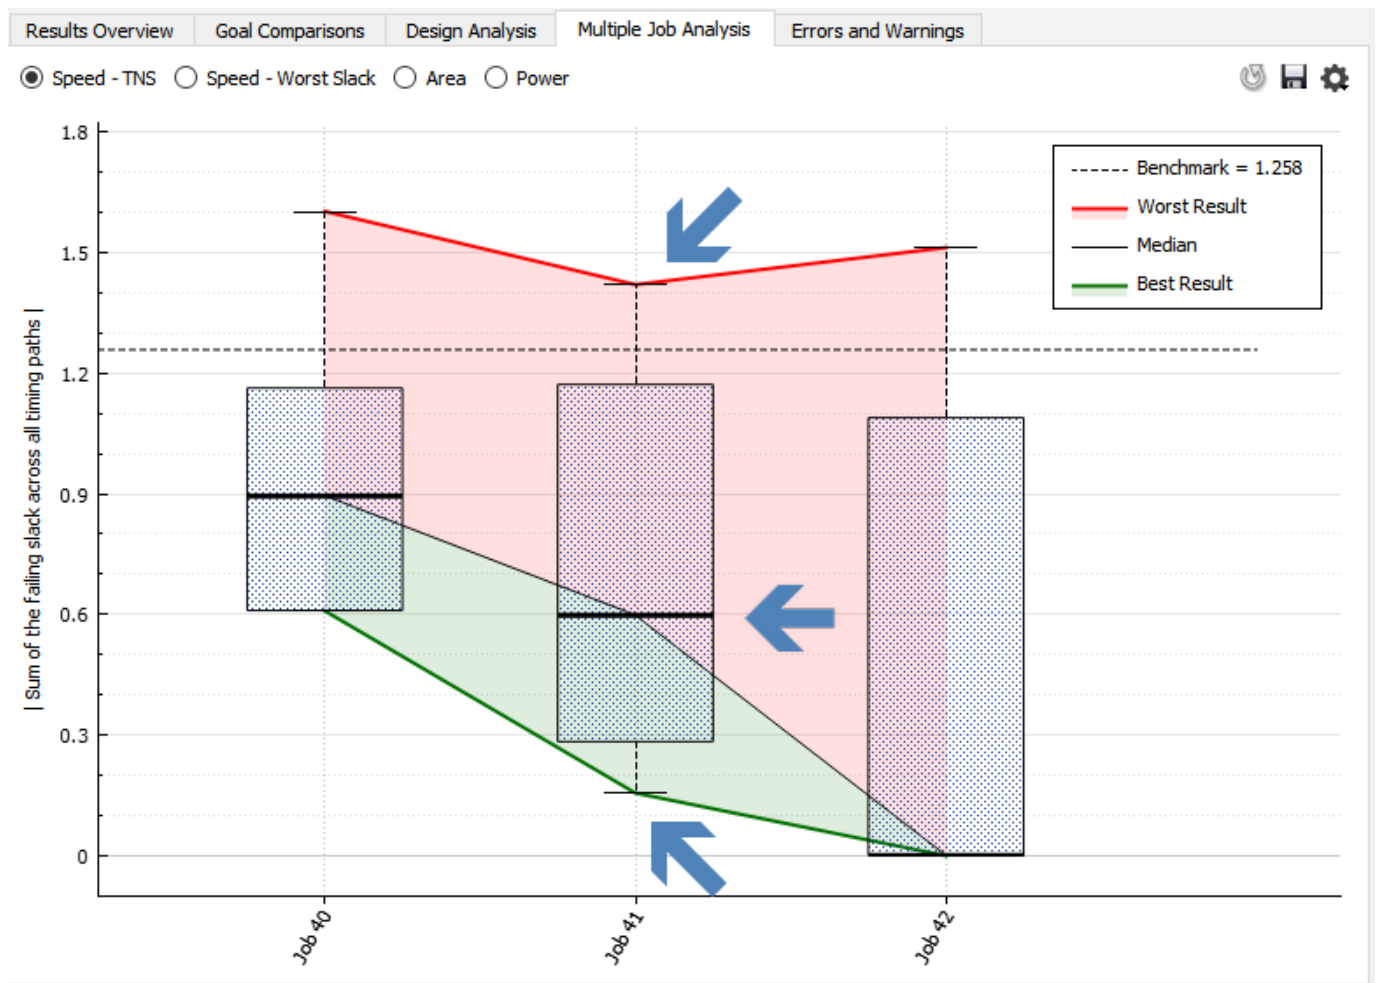 Results Overview
Goal Comparisons
Design Analysis
Multiple Job Analysis
Errors and Warnings
Speed - TNS
Speed - Worst Slack
Area
Power
| Sum of the failing slack across all timing paths |
1.8
1.5
1.2
0.9
0.6
0.3
0
Benchmark = 1.258
Worst Result
Median
Best Result
Job 40
Job 41
Job 42